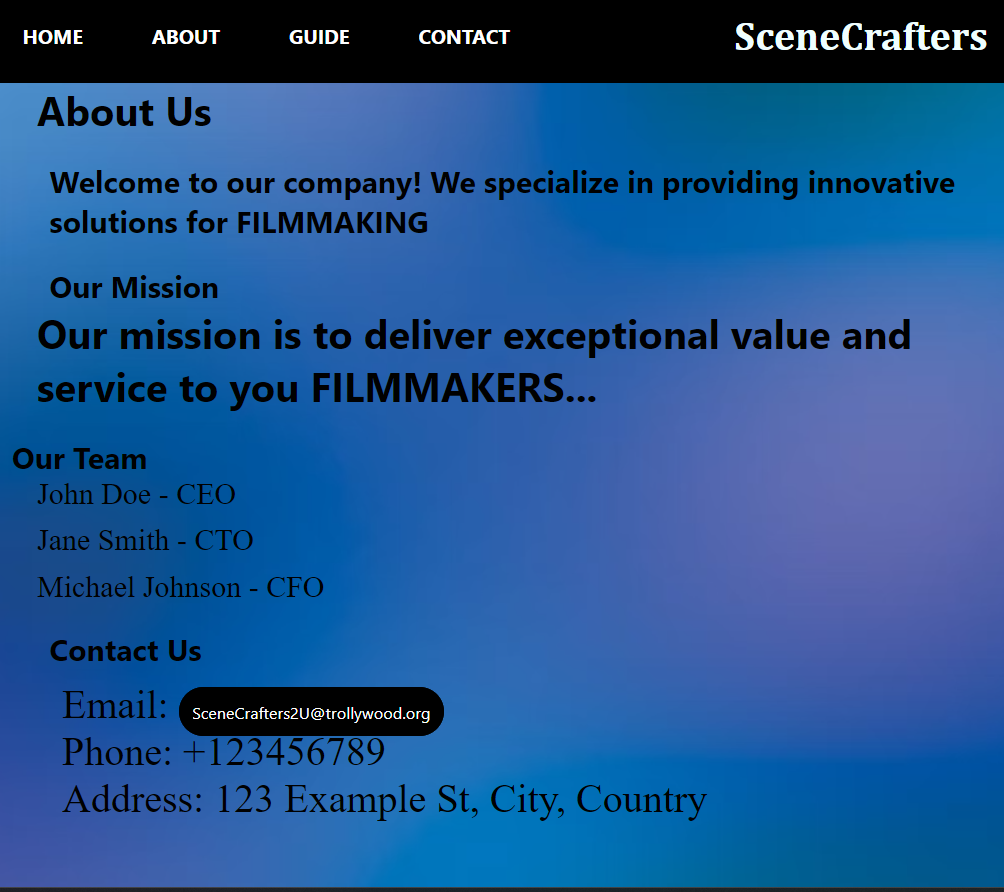 HOME ABOUT GUIDE CONTACT SceneCrafters
About Us
Welcome to our company! We specialize in providing innovative
solutions for FILMMAKING
Our Mission
Our mission is to deliver exceptional value and
service to you FILMMAKERS...
Our Team
John Doe - CEO
Jane Smith - CTO
Michael Johnson - CFO
Contact Us
Email: SceneCrafters2U@trollywood.org
Phone: +123456789
Address: 123 Example St, City, Country